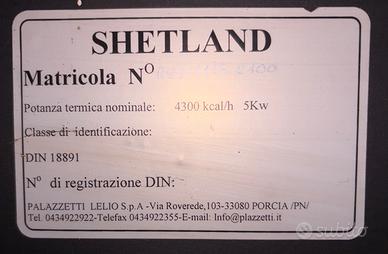 SHETLAND
Matricola N°
Potanza termica nominale: 4300 kcal/h 5Kw
Classe di identificazione:
DIN 18891
N° di registrazione DIN:
PALAZZETTI LELIO S.p.A -Via Roverede,103-33080 PORCIA /PN/
Tel. 0434922922-Telefax 0434922355-E-mail: Info@plazzetti.it
subito